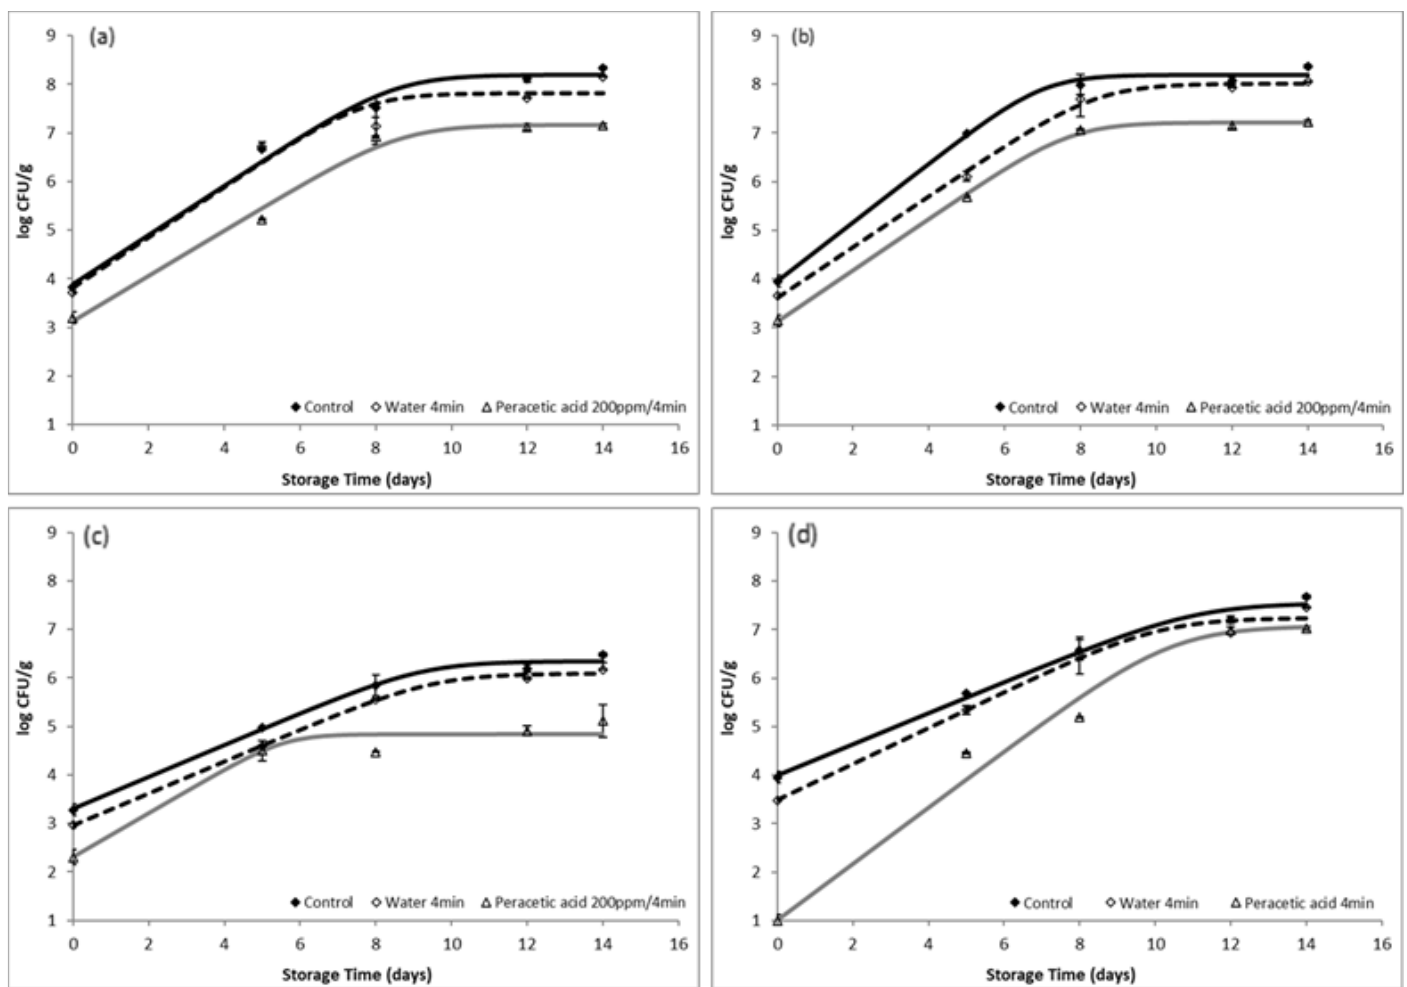 (a)
9
8
7
6
5
4
3
2
1
log CFU/g
Control Water 4min Peracetic acid 200ppm/4min
0 2 4 6 8 10 12 14 16
Storage Time (days)
(b)
9
8
7
6
5
4
3
2
1
log CFU/g
Control Water 4min Peracetic acid 200ppm/4min
0 2 4 6 8 10 12 14 16
Storage Time (days)
(c)
9
8
7
6
5
4
3
2
1
log CFU/g
Control Water 4min Peracetic acid 200ppm/4min
0 2 4 6 8 10 12 14 16
Storage Time (days)
(d)
9
8
7
6
5
4
3
2
1
log CFU/g
Control Water 4min Peracetic acid 4min
0 2 4 6 8 10 12 14 16
Storage Time (days)